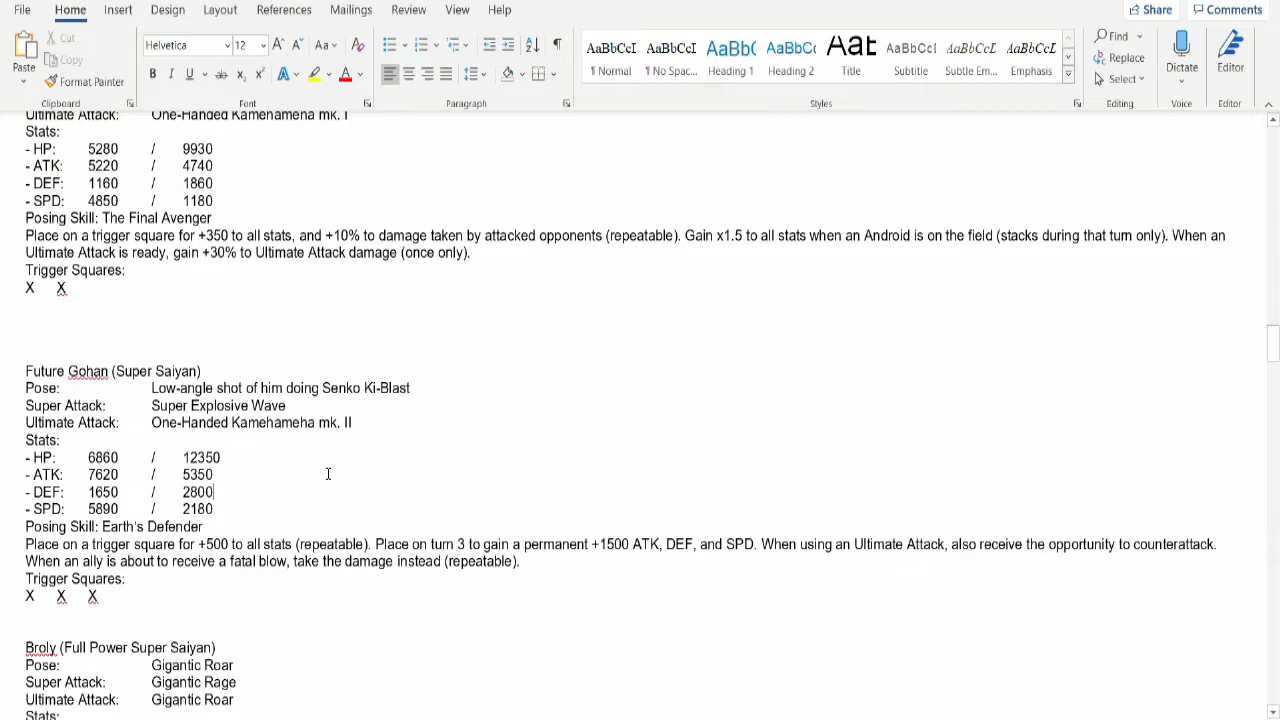 File Home Insert Design Layout References Mailings Review View Help Share Comments
Paste Cut Copy Format Painter Clipboard
Helvetica 12 A A Aa A
B I U ab x₂ x² A A Font
Paragraph
AaBbCcI AaBbCcI AaBb( AaBbC( Aab AaBbCcI AaBbCcI AaBbCcI
¶ Normal ¶ No Spac... Heading 1 Heading 2 Title Subtitle Subtle Em... Emphasis
Styles
Find Replace Select Editing
Dictate Voice
Editor Editor
Ultimate Attack: One-Handed Kamehameha mk. I
Stats:
- HP: 5280 / 9930
- ATK: 5220 / 4740
- DEF: 1160 / 1860
- SPD: 4850 / 1180
Posing Skill: The Final Avenger
Place on a trigger square for +350 to all stats, and +10% to damage taken by attacked opponents (repeatable). Gain x1.5 to all stats when an Android is on the field (stacks during that turn only). When an
Ultimate Attack is ready, gain +30% to Ultimate Attack damage (once only).
Trigger Squares:
X X
Future Gohan (Super Saiyan)
Pose: Low-angle shot of him doing Senko Ki-Blast
Super Attack: Super Explosive Wave
Ultimate Attack: One-Handed Kamehameha mk. II
Stats:
- HP: 6860 / 12350
- ATK: 7620 / 5350
- DEF: 1650 / 2800
- SPD: 5890 / 2180
Posing Skill: Earth's Defender
Place on a trigger square for +500 to all stats (repeatable). Place on turn 3 to gain a permanent +1500 ATK, DEF, and SPD. When using an Ultimate Attack, also receive the opportunity to counterattack.
When an ally is about to receive a fatal blow, take the damage instead (repeatable).
Trigger Squares:
X X X
Broly (Full Power Super Saiyan)
Pose: Gigantic Roar
Super Attack: Gigantic Rage
Ultimate Attack: Gigantic Roar
Stats: